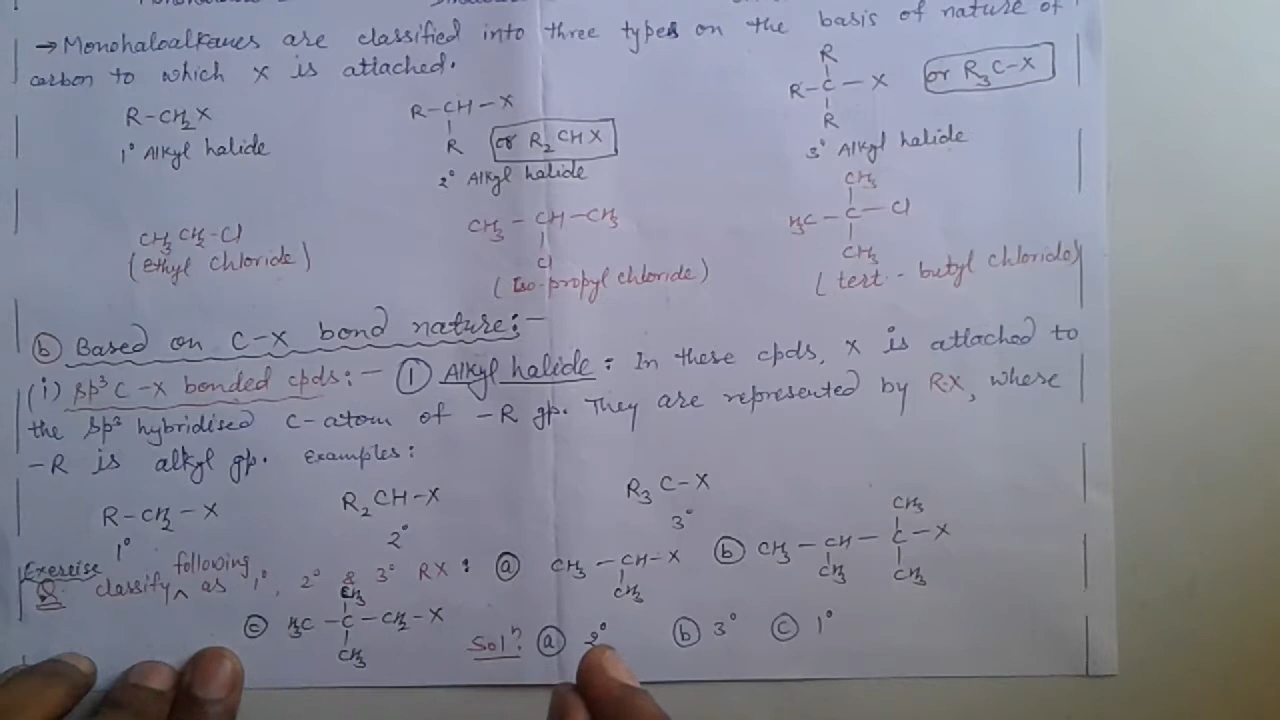 → Monohaloalkanes are classified into three types on the basis of nature of
carbon to which X is attached.
R-CH₂X
1° Alkyl halide
R-CH-X
|
R
or R₂CHX
2° Alkyl halide
R
|
R-C-X
|
R
or R₃C-X
3° Alkyl halide
CH₃CH₂-Cl
(Ethyl chloride)
CH₃-CH-CH₃
|
Cl
(Iso-propyl chloride)
CH₃
|
H₃C-C-Cl
|
CH₃
(tert-butyl chloride)
(b) Based on C-X bond nature:-
(i) sp³ C-X bonded cpds:- (1) Alkyl halide: In these cpds, X is attached to
the sp³ hybridised C-atom of -R gp. They are represented by R-X, where
-R is alkyl gp. Examples:
R-CH₂-X
1°
R₂CH-X
2°
R₃C-X
3°
Exercise
Q. classify following as 1°, 2° & 3° RX:
(a) CH₃-CH-X
|
CH₃
(b) CH₃-CH-C-X
CH₃
CH₃
CH₃
(c) H₃C-C-CH₂-X
CH₃
CH₃
Solⁿ: (a) 2° (b) 3° (c) 1°